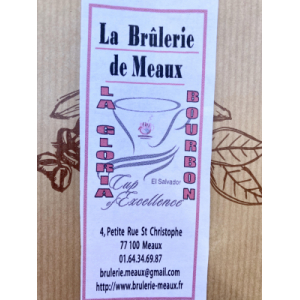 La Brûlerie
de Meaux
LA GLORIA
BOURBON
El Salvador
Cup
of Excellence
4, Petite Rue St Christophe
77 100 Meaux
01.64.34.69.87
brulerie.meaux@gmail.com
http://www.brulerie-meaux.fr